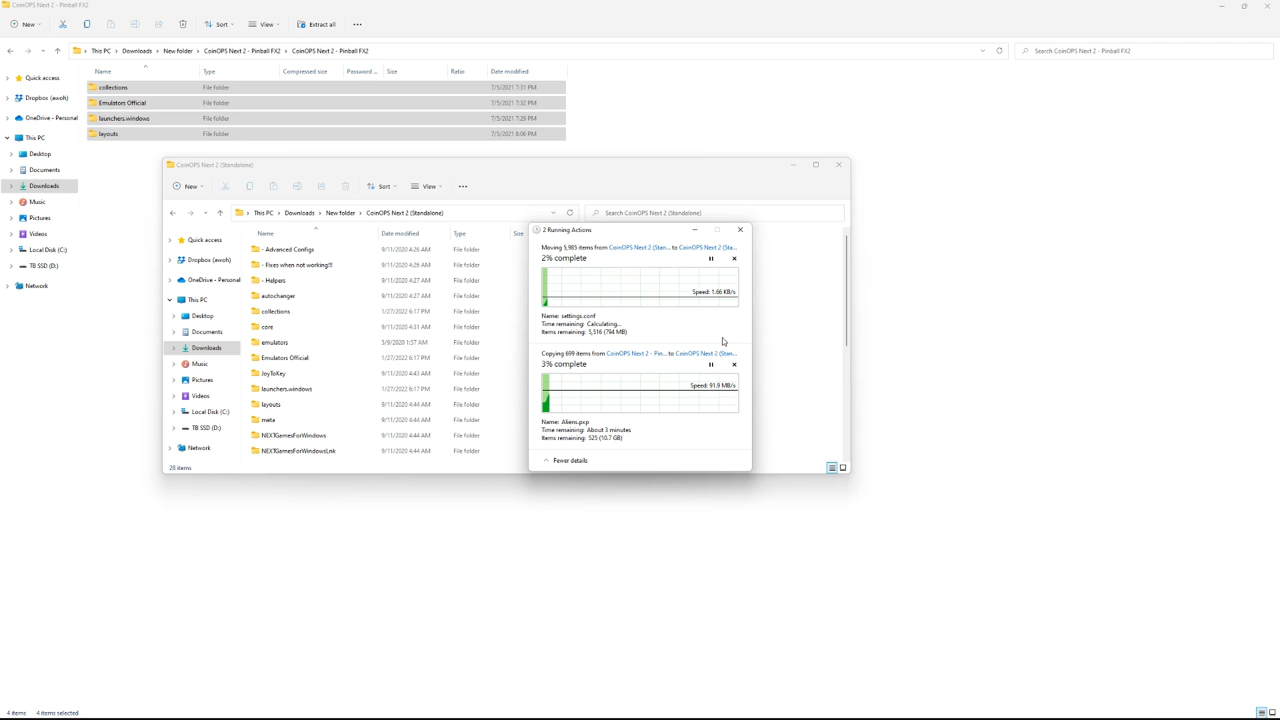 CoinOPS Next 2 - Pinball FX2
New
Sort
View
Extract all
This PC > Downloads > New folder > CoinOPS Next 2 - Pinball FX2 > CoinOPS Next 2 - Pinball FX2
Search CoinOPS Next 2 - Pinball FX2
Name Type Compressed size Password ... Size Ratio Date modified
Quick access
Dropbox (awoh)
OneDrive - Personal
This PC
Desktop
Documents
Downloads
Music
Pictures
Videos
Local Disk (C:)
TB SSD (D:)
Network
collections File folder 7/5/2021 7:31 PM
Emulators Official File folder 7/5/2021 7:32 PM
launchers.windows File folder 7/5/2021 7:29 PM
layouts File folder 7/5/2021 8:06 PM
CoinOPS Next 2 (Standalone)
New
Sort
View
This PC > Downloads > New folder > CoinOPS Next 2 (Standalone)
Search CoinOPS Next 2 (Standalone)
Quick access
Dropbox (awoh)
OneDrive - Personal
This PC
Desktop
Documents
Downloads
Music
Pictures
Videos
Local Disk (C:)
TB SSD (D:)
Network
Name Date modified Type Size
- Advanced Configs 9/11/2020 4:26 AM File folder
- Fixes when not working!!! 9/11/2020 4:26 AM File folder
- Helpers 9/11/2020 4:27 AM File folder
autochanger 9/11/2020 4:27 AM File folder
collections 1/27/2022 6:17 PM File folder
core 9/11/2020 4:31 AM File folder
emulators 5/9/2020 1:57 AM File folder
Emulators Official 1/27/2022 6:17 PM File folder
JoyToKey 9/11/2020 4:43 AM File folder
launchers.windows 1/27/2022 6:17 PM File folder
layouts 9/11/2020 4:44 AM File folder
meta 9/11/2020 4:44 AM File folder
NEXTGamesForWindows 9/11/2020 4:44 AM File folder
NEXTGamesForWindowsLnk 9/11/2020 4:44 AM File folder
28 items
2 Running Actions
Moving 5,985 items from CoinOPS Next 2 (Stan... to CoinOPS Next 2 (Sta...
2% complete
Speed: 1.66 KB/s
Name: settings.conf
Time remaining: Calculating...
Items remaining: 5,516 (794 MB)
Copying 699 items from CoinOPS Next 2 - Pin... to CoinOPS Next 2 (Stan...
3% complete
Speed: 91.9 MB/s
Name: Aliens.pxp
Time remaining: About 3 minutes
Items remaining: 525 (10.7 GB)
Fewer details
4 items 4 items selected